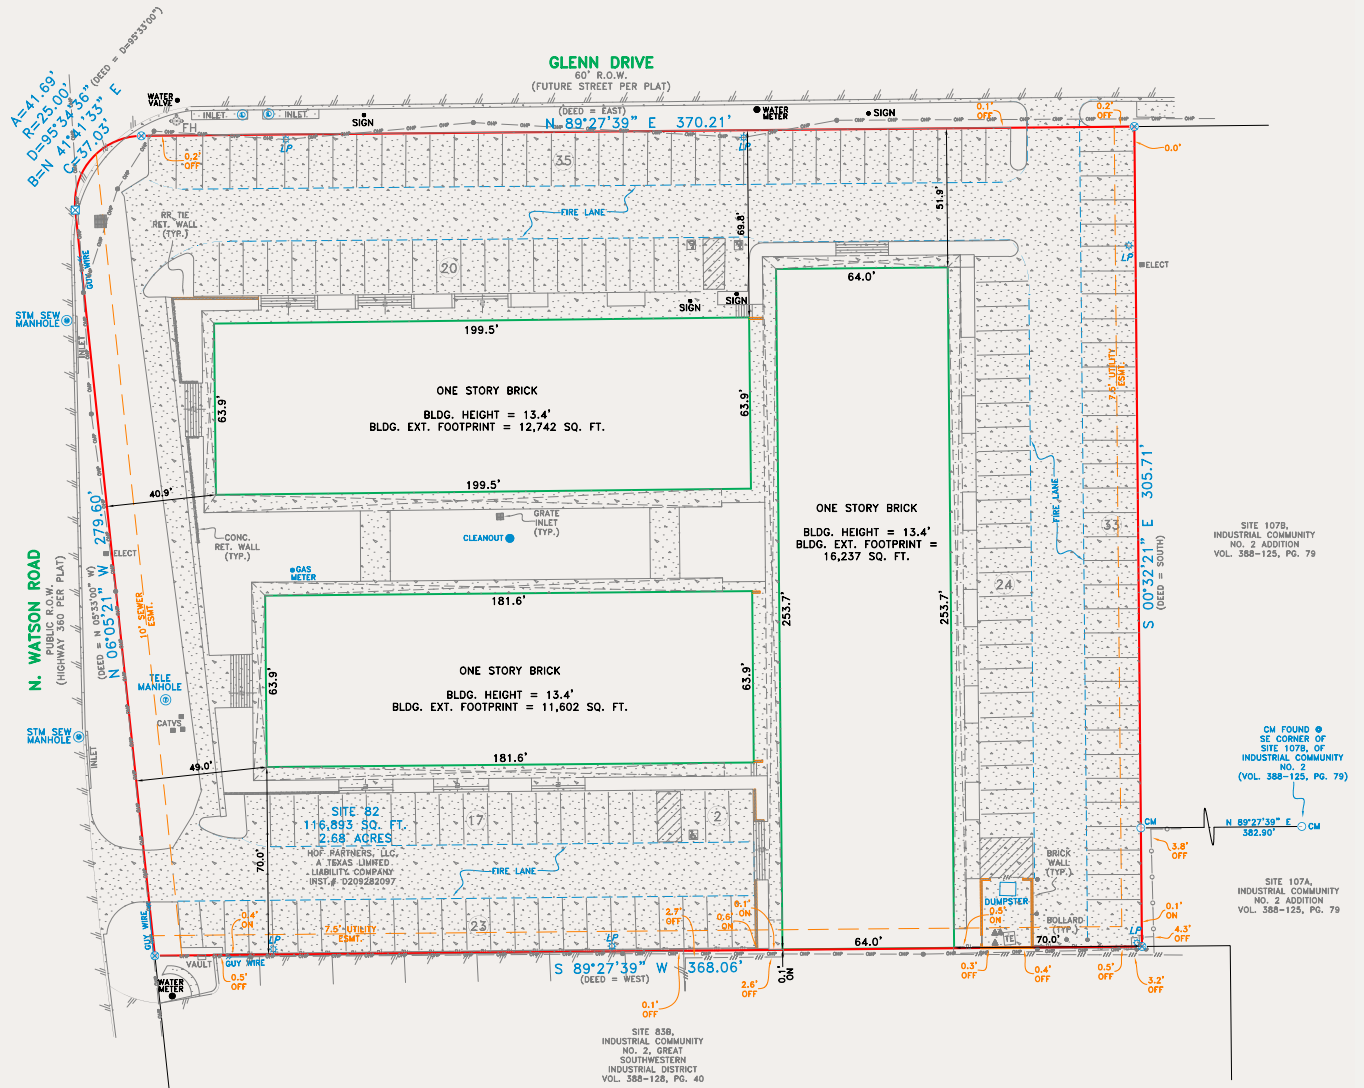 GLENN DRIVE
60' R.O.W.
(FUTURE STREET PER PLAT)
(DEED = EAST)
N 89°27'39" E 370.21'
A=41.69'
R=25.00'
D=95°34'36"
(DEED = D=95°33'00")
B=N 41°41'33" E
C=37.03'
WATER
VALVE
FH
INLET
INLET
SIGN
WATER
METER
SIGN
0.1'
OFF
0.2'
OFF
0.0'
0.2'
OFF
LP
LP
35
RR TIE
RET. WALL
(TYP.)
FIRE LANE
69.8'
51.9'
LP
ELECT
GUY WIRE
20
SIGN
SIGN
64.0'
STM SEW
MANHOLE
INLET
199.5'
63.9'
63.9'
ONE STORY BRICK
BLDG. HEIGHT = 13.4'
BLDG. EXT. FOOTPRINT = 12,742 SQ. FT.
199.5'
7.5' UTILITY
ESMT.
40.9'
GRATE
INLET
(TYP.)
CLEANOUT
CONC.
RET. WALL
(TYP.)
GAS
METER
ELECT
ONE STORY BRICK
BLDG. HEIGHT = 13.4'
BLDG. EXT. FOOTPRINT =
16,237 SQ. FT.
253.7'
253.7'
FIRE LANE
33
24
S 00°32'21" E 305.71'
(DEED = SOUTH)
SITE 107B,
INDUSTRIAL COMMUNITY
NO. 2 ADDITION
VOL. 388-125, PG. 79
N. WATSON ROAD
PUBLIC R.O.W.
(HIGHWAY 360 PER PLAT)
(DEED = N 05°33'00" W)
N 06°05'21" W 279.60'
10' SEWER
ESMT.
181.6'
63.9'
63.9'
ONE STORY BRICK
BLDG. HEIGHT = 13.4'
BLDG. EXT. FOOTPRINT = 11,602 SQ. FT.
181.6'
TELE
MANHOLE
CATVS
STM SEW
MANHOLE
INLET
49.0'
CM FOUND @
SE CORNER OF
SITE 107B, OF
INDUSTRIAL COMMUNITY
NO. 2
(VOL. 388-125, PG. 79)
CM
N 89°27'39" E
382.90'
CM
3.8'
OFF
SITE 82
116,893 SQ. FT.
2.68 ACRES
HOF PARTNERS, LLC,
A TEXAS LIMITED
LIABILITY COMPANY
INST.# D209282097
17
2
70.0'
FIRE LANE
BRICK
WALL
(TYP.)
DUMPSTER
BOLLARD
(TYP.)
TE
SITE 107A,
INDUSTRIAL COMMUNITY
NO. 2 ADDITION
VOL. 388-125, PG. 79
0.1'
ON
4.3'
OFF
LP
GUY WIRE
0.4'
ON
LP
7.5' UTILITY
ESMT.
23
LP
2.7'
OFF
0.1'
ON
0.6'
ON
64.0'
0.5'
ON
70.0'
VAULT
GUY WIRE
0.5'
OFF
WATER
METER
S 89°27'39" W 368.06'
(DEED = WEST)
0.1'
OFF
2.6'
OFF
0.1'
ON
0.3'
OFF
0.4'
OFF
0.5'
OFF
3.2'
OFF
SITE 83B,
INDUSTRIAL COMMUNITY
NO. 2, GREAT
SOUTHWESTERN
INDUSTRIAL DISTRICT
VOL. 388-128, PG. 40